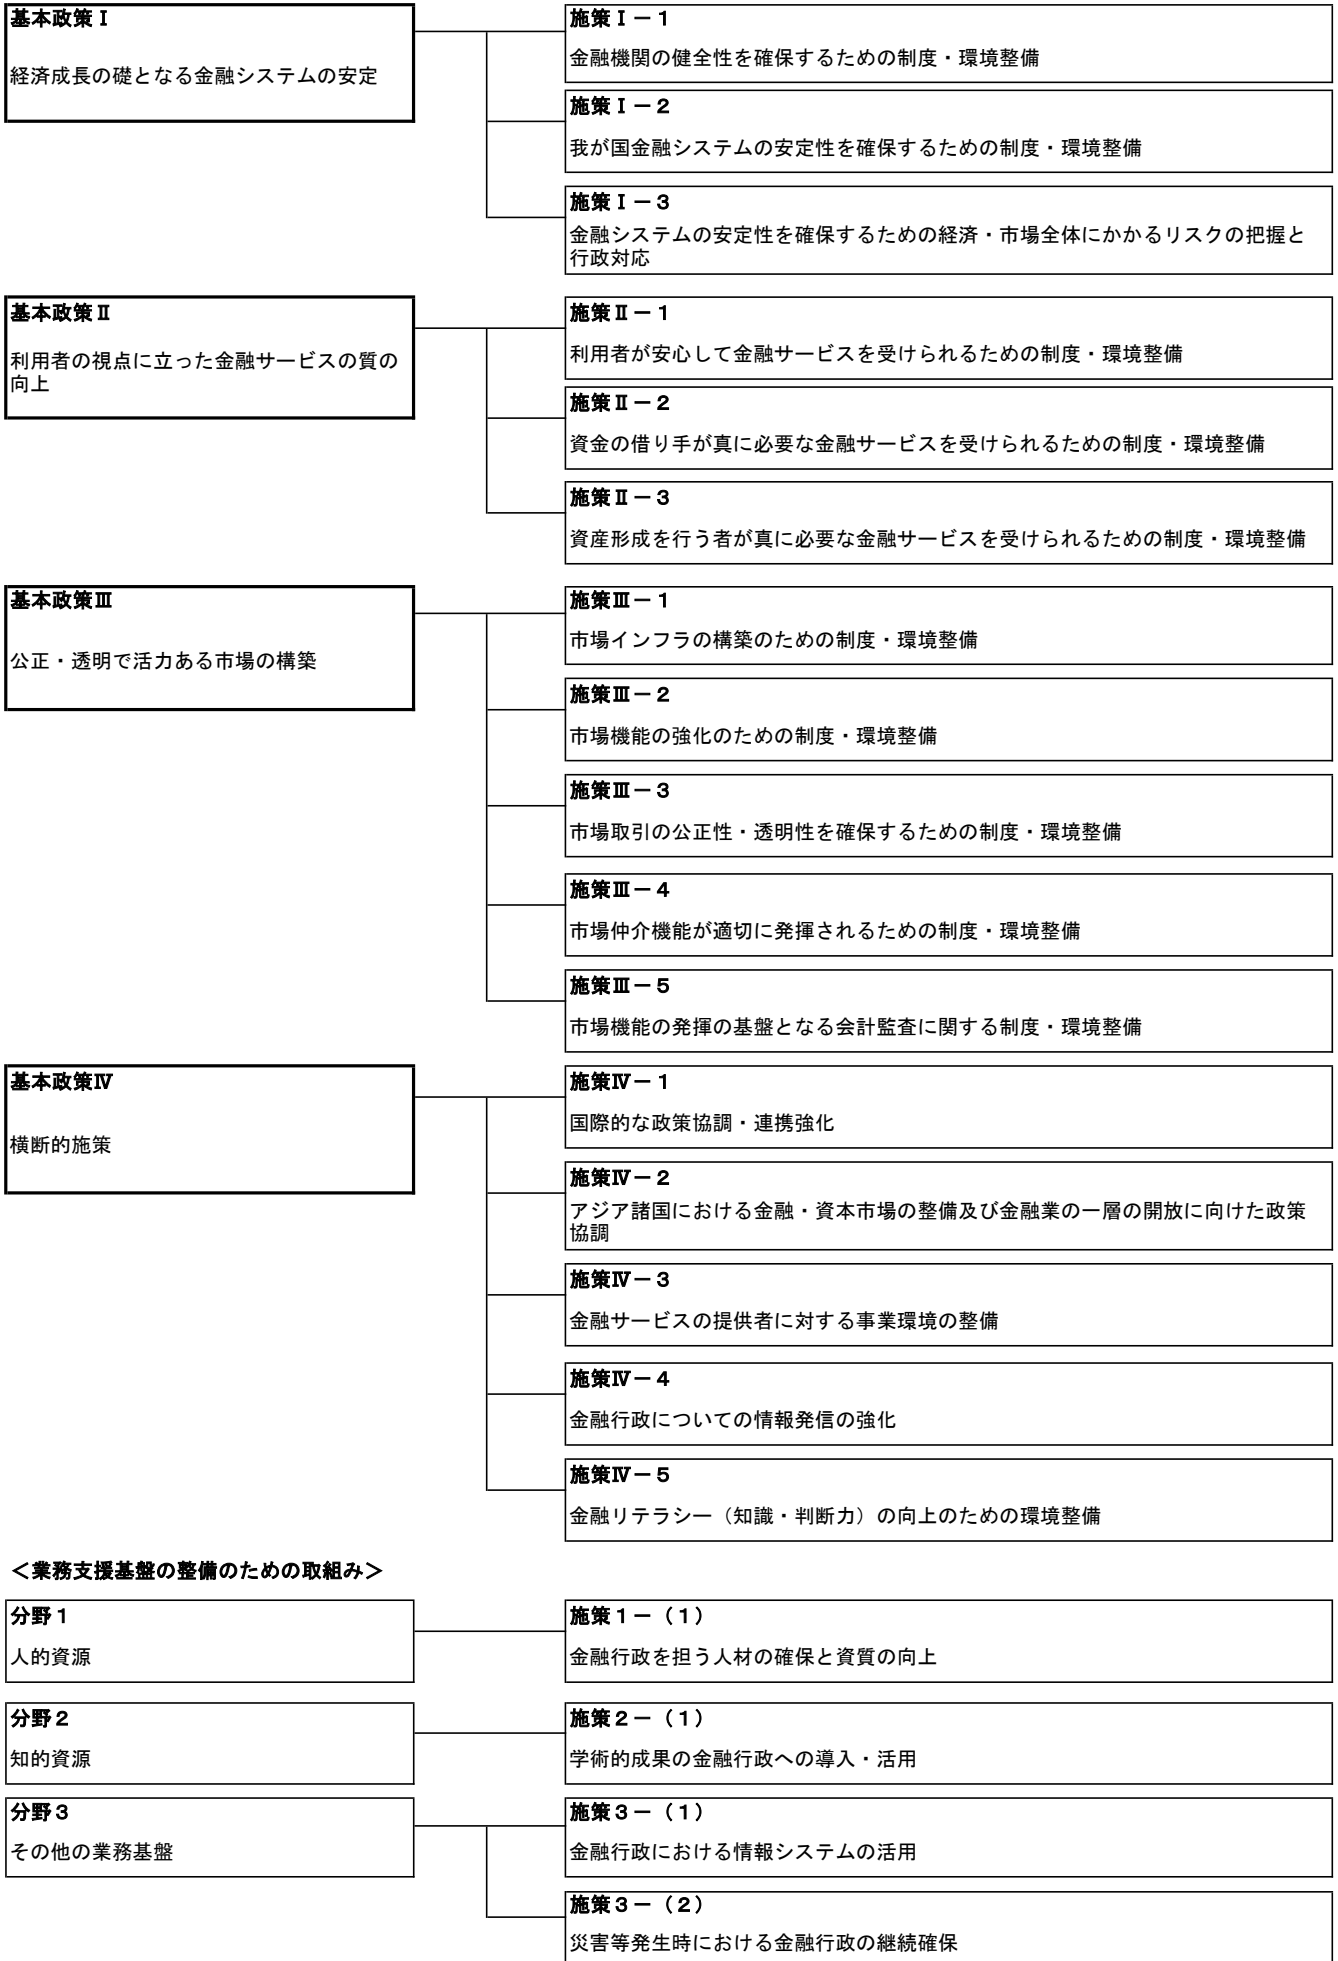 基本政策Ⅰ
経済成長の礎となる金融システムの安定
施策Ⅰ－１
金融機関の健全性を確保するための制度・環境整備
施策Ⅰ－２
我が国金融システムの安定性を確保するための制度・環境整備
施策Ⅰ－３
金融システムの安定性を確保するための経済・市場全体にかかるリスクの把握と
行政対応
基本政策Ⅱ
利用者の視点に立った金融サービスの質の
向上
施策Ⅱ－１
利用者が安心して金融サービスを受けられるための制度・環境整備
施策Ⅱ－２
資金の借り手が真に必要な金融サービスを受けられるための制度・環境整備
施策Ⅱ－３
資産形成を行う者が真に必要な金融サービスを受けられるための制度・環境整備
基本政策Ⅲ
公正・透明で活力ある市場の構築
施策Ⅲ－１
市場インフラの構築のための制度・環境整備
施策Ⅲ－２
市場機能の強化のための制度・環境整備
施策Ⅲ－３
市場取引の公正性・透明性を確保するための制度・環境整備
施策Ⅲ－４
市場仲介機能が適切に発揮されるための制度・環境整備
施策Ⅲ－５
市場機能の発揮の基盤となる会計監査に関する制度・環境整備
基本政策Ⅳ
横断的施策
施策Ⅳ－１
国際的な政策協調・連携強化
施策Ⅳ－２
アジア諸国における金融・資本市場の整備及び金融業の一層の開放に向けた政策
協調
施策Ⅳ－３
金融サービスの提供者に対する事業環境の整備
施策Ⅳ－４
金融行政についての情報発信の強化
施策Ⅳ－５
金融リテラシー（知識・判断力）の向上のための環境整備
＜業務支援基盤の整備のための取組み＞
分野１
人的資源
施策１－（１）
金融行政を担う人材の確保と資質の向上
分野２
知的資源
施策２－（１）
学術的成果の金融行政への導入・活用
分野３
その他の業務基盤
施策３－（１）
金融行政における情報システムの活用
施策３－（２）
災害等発生時における金融行政の継続確保